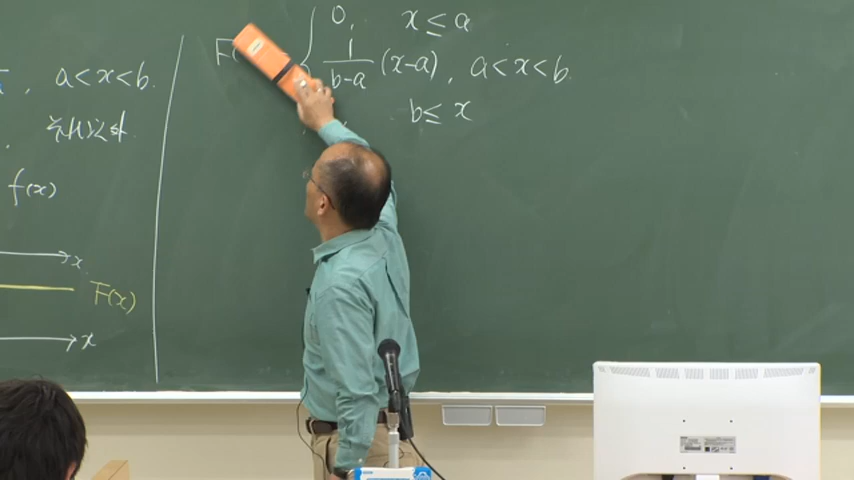 , a<x<b.
それ以外.
f(x)
x
F(x)
x
F(
0, x≤a
1/b-a (x-a), a<x<b
b≤x